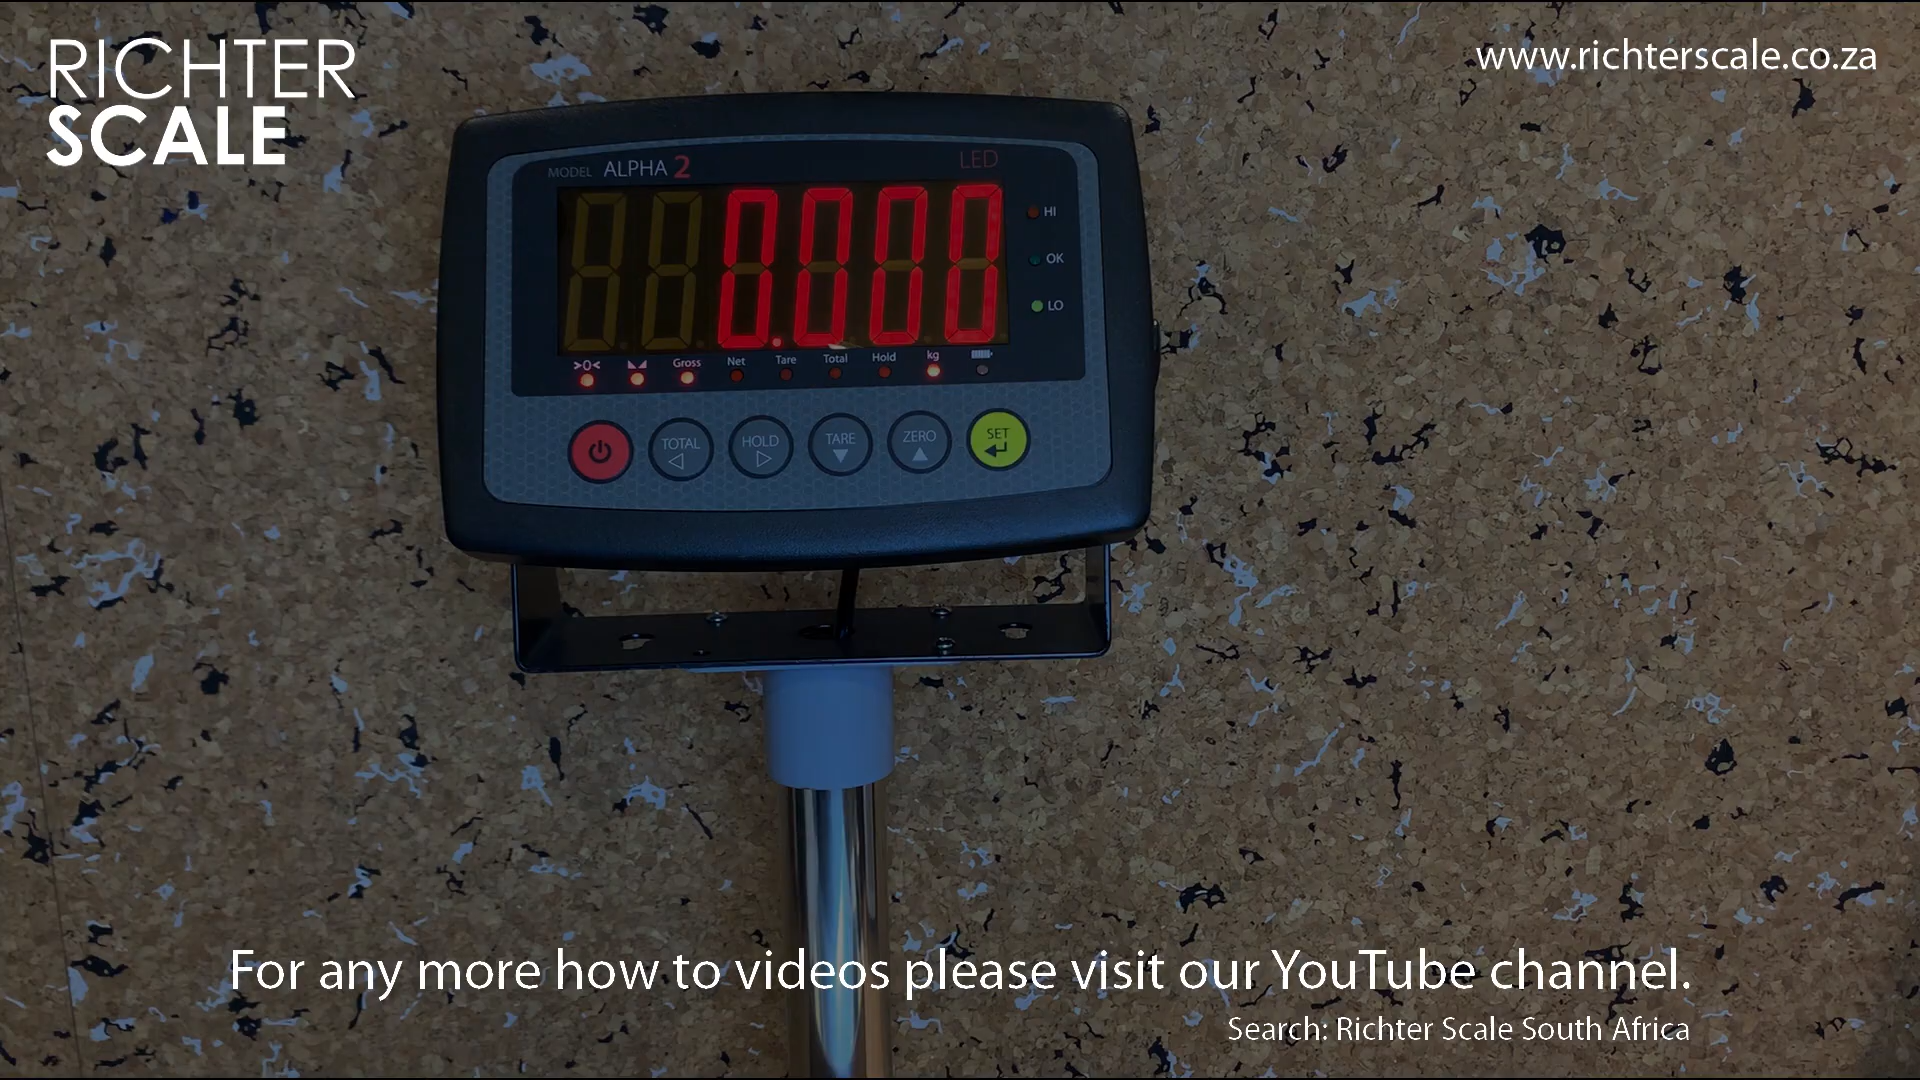 RICHTER
SCALE
www.richterscale.co.za
MODEL ALPHA 2
LED
0.000
HI
OK
LO
>0< Gross Net Tare Total Hold kg
TOTAL HOLD TARE ZERO SET
For any more how to videos please visit our YouTube channel.
Search: Richter Scale South Africa